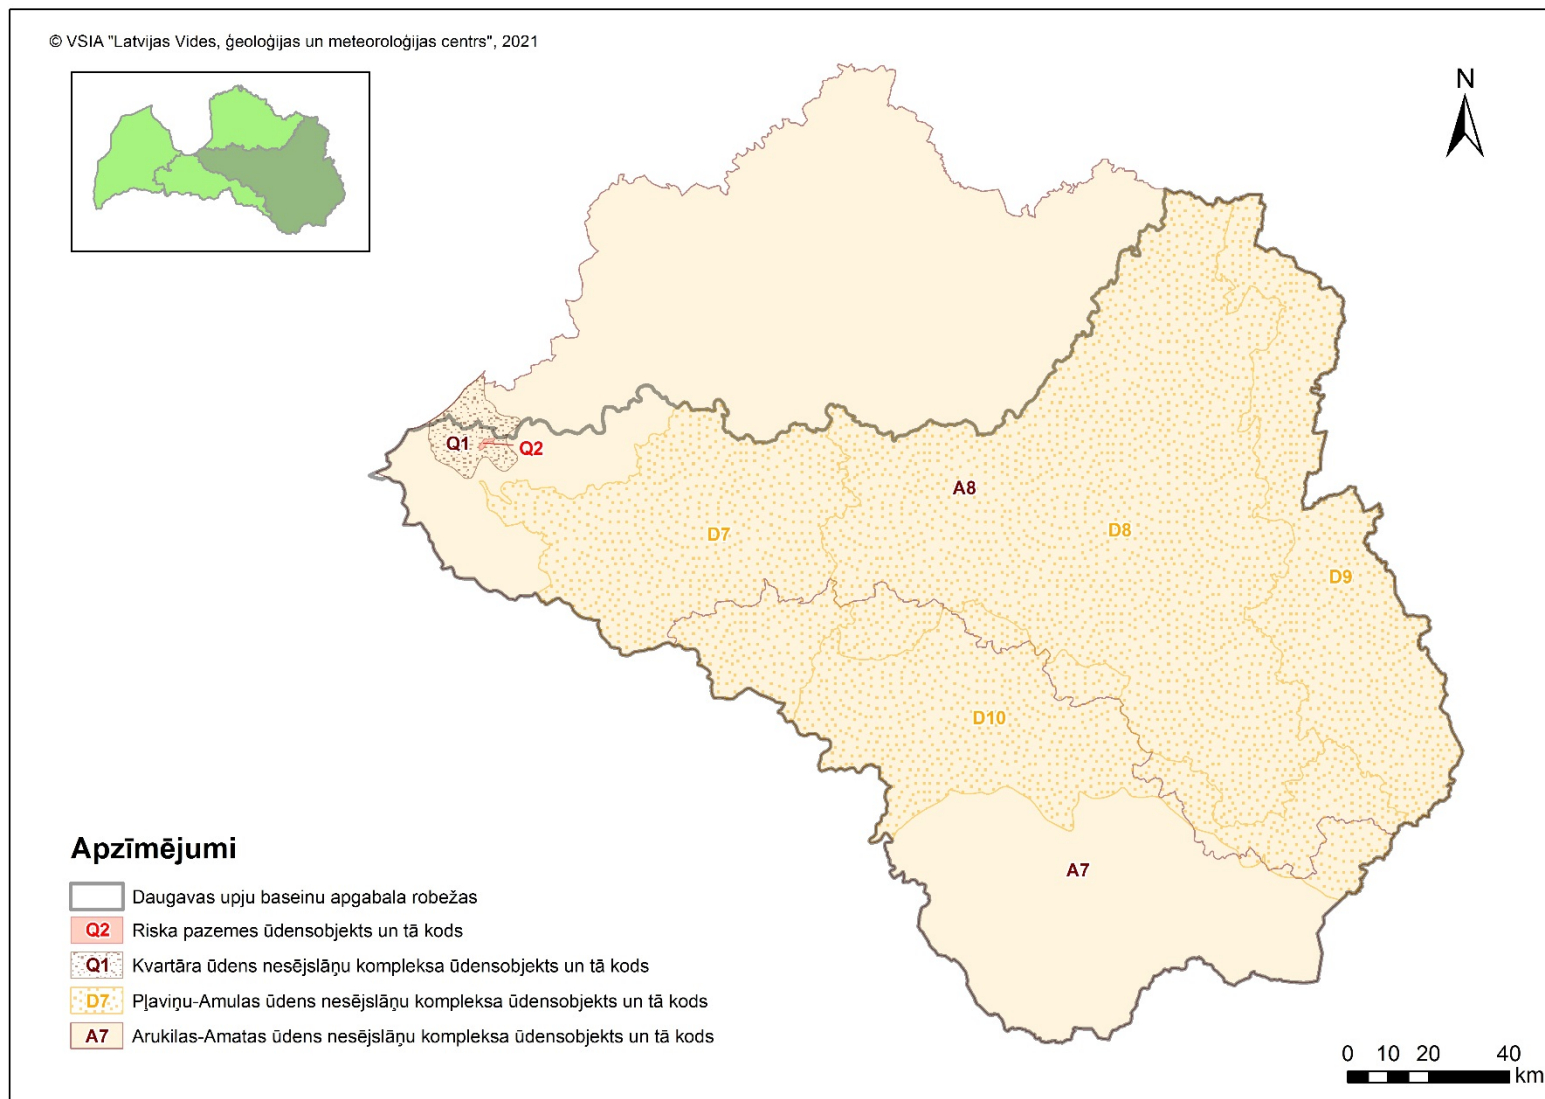 © VSIA "Latvijas Vides, ģeoloģijas un meteoroloģijas centrs", 2021
N
Q1
Q2
A8
D7
D8
D9
D10
A7
Apzīmējumi
Daugavas upju baseinu apgabala robežas
Q2 Riska pazemes ūdensobjekts un tā kods
Q1 Kvartāra ūdens nesējslāņu kompleksa ūdensobjekts un tā kods
D7 Pļaviņu-Amulas ūdens nesējslāņu kompleksa ūdensobjekts un tā kods
A7 Arukilas-Amatas ūdens nesējslāņu kompleksa ūdensobjekts un tā kods
0 10 20 40
km